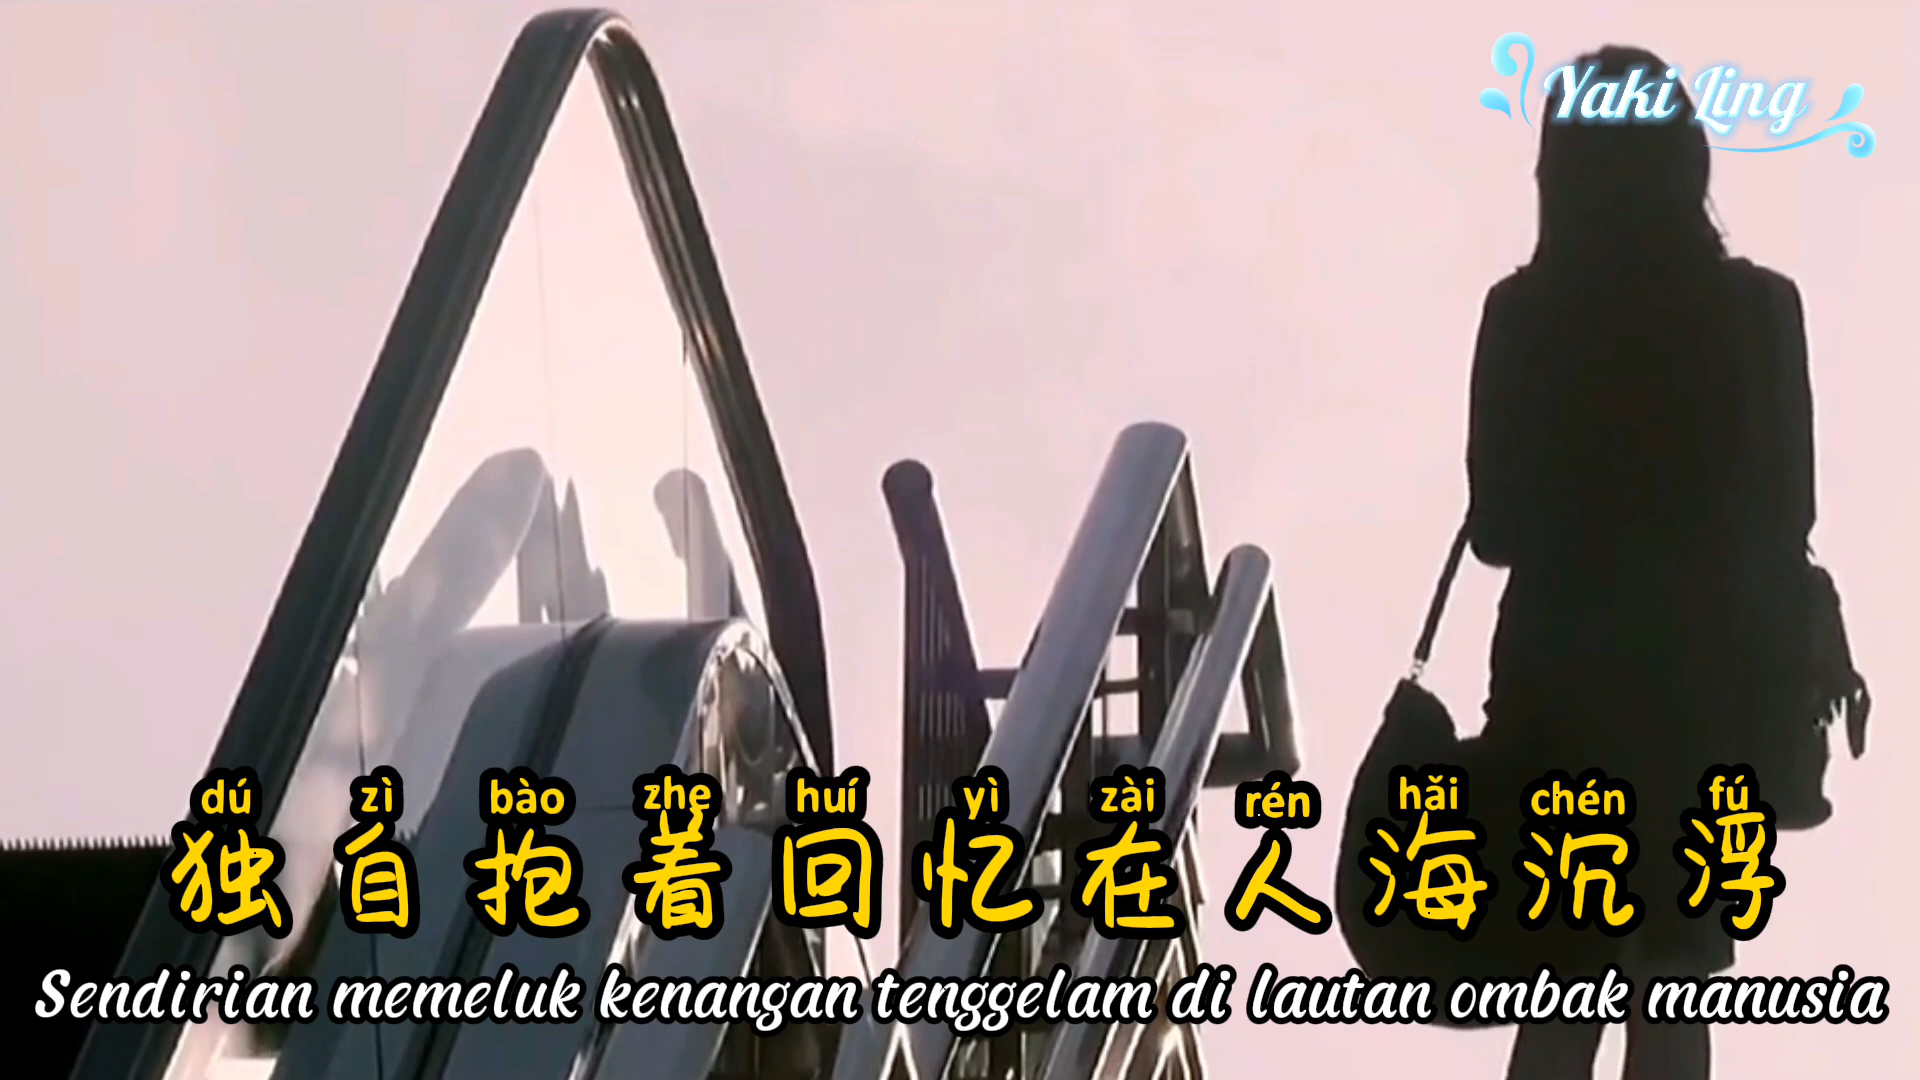 Yaki Ling
dú zì bào zhe huí yì zài rén hǎi chén fú
独自抱着回忆在人海沉浮
Sendirian memeluk kenangan tenggelam di lautan ombak manusia